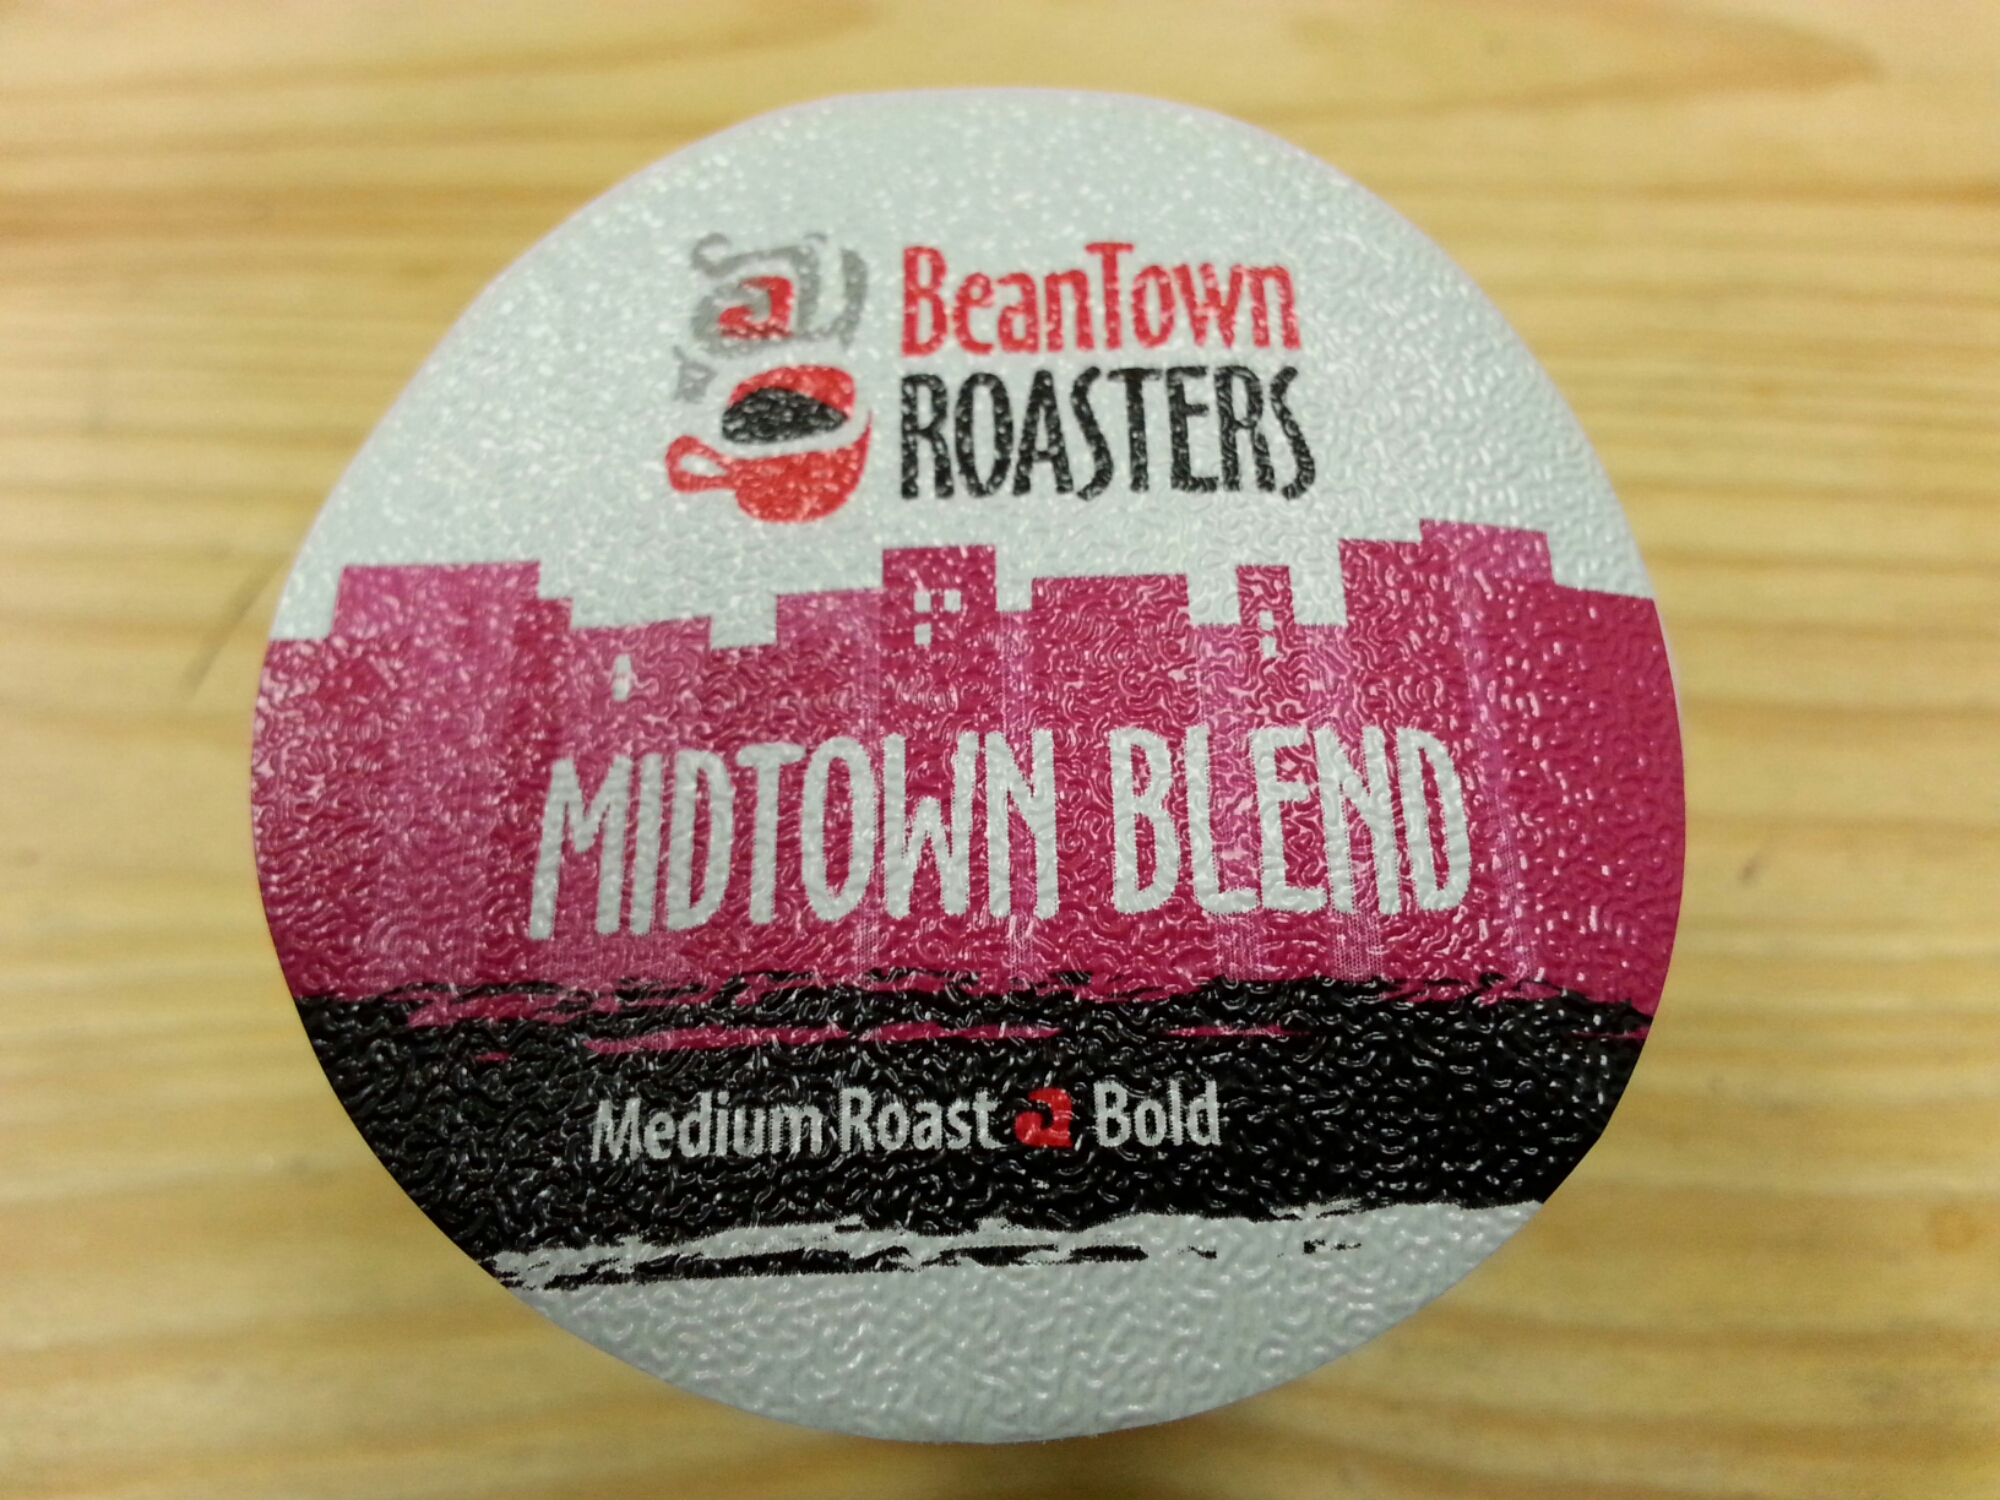 BeanTown
ROASTERS
MIDTOWN BLEND
Medium Roast a Bold